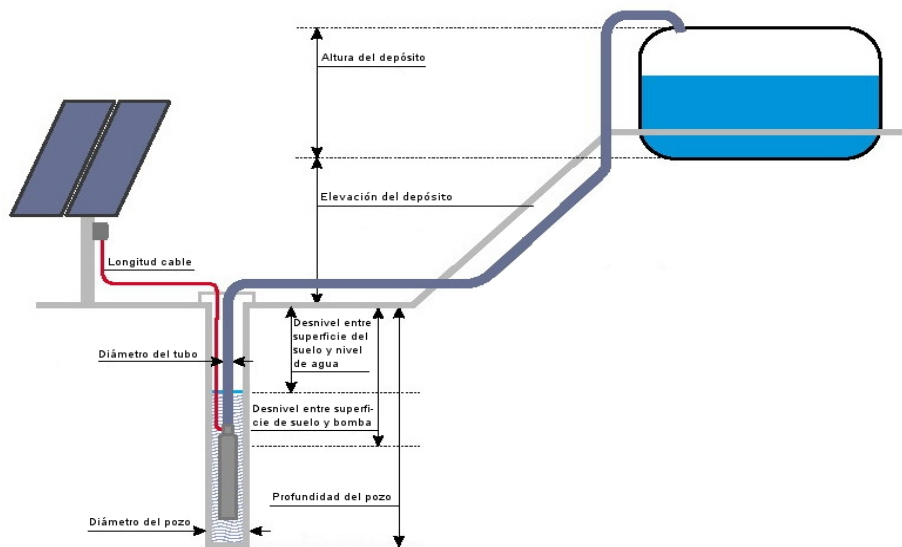 Altura del depósito
Elevación del depósito
Longitud cable
Desnivel entre
superficie del
suelo y nivel
de agua
Diámetro del tubo
Desnivel entre superfi-
cie de suelo y bomba
Profundidad del pozo
Diámetro del pozo